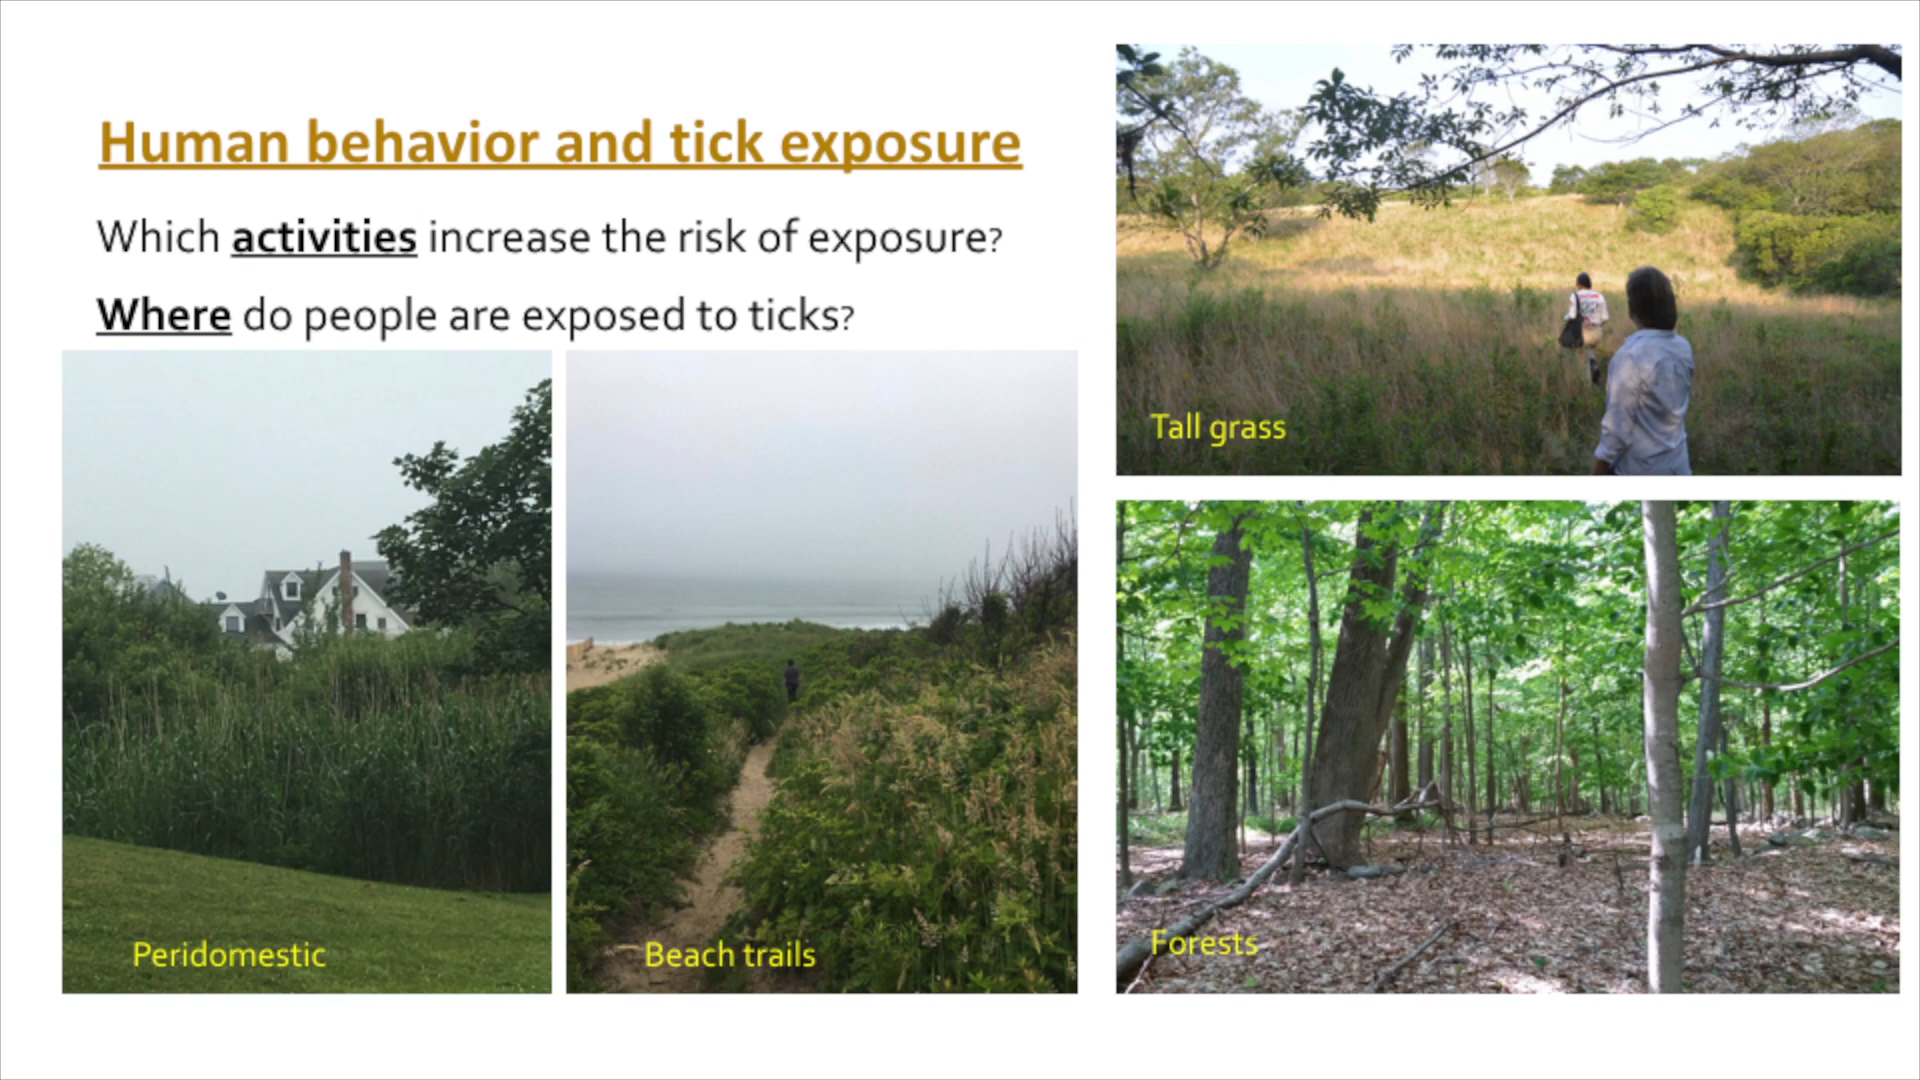 Human behavior and tick exposure
Which activities increase the risk of exposure?
Where do people are exposed to ticks?
Tall grass
Peridomestic
Beach trails
Forests